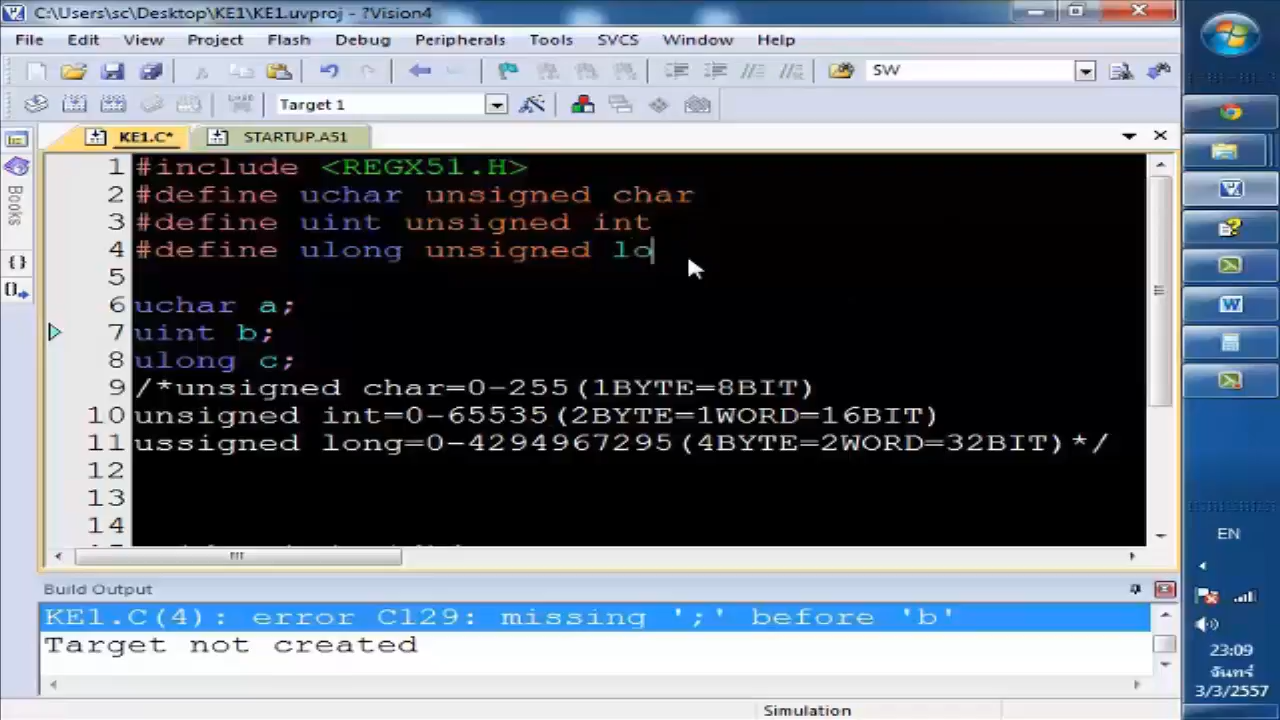 C:\Users\sc\Desktop\KE1\KE1.uvproj - ?Vision4
File Edit View Project Flash Debug Peripherals Tools SVCS Window Help
SW
Target 1
KE1.C* STARTUP.A51
Books
1 #include <REGX51.H>
2 #define uchar unsigned char
3 #define uint unsigned int
4 #define ulong unsigned lo
5
6 uchar a;
7 uint b;
8 ulong c;
9 /*unsigned char=0-255(1BYTE=8BIT)
10 unsigned int=0-65535(2BYTE=1WORD=16BIT)
11 ussigned long=0-4294967295(4BYTE=2WORD=32BIT)*/
12
13
14
Build Output
KE1.C(4): error C129: missing ';' before 'b'
Target not created
Simulation
EN
23:09
จันทร์
3/3/2557